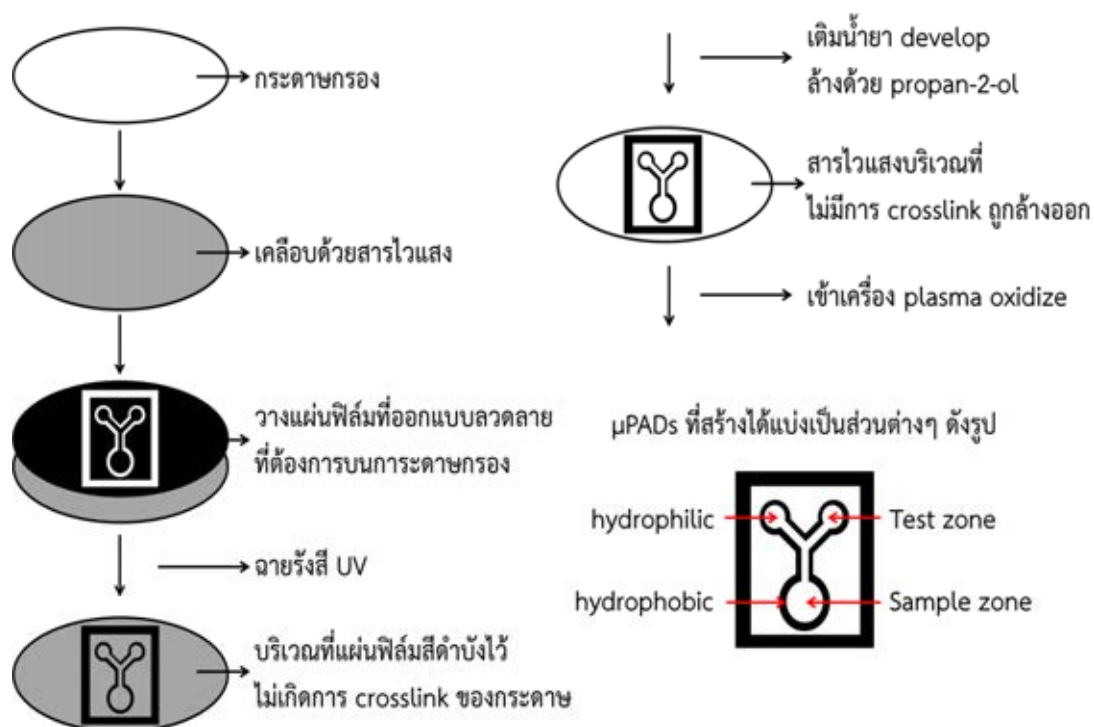 กระดาษกรอง
เคลือบด้วยสารไวแสง
วางแผ่นฟิล์มที่ออกแบบลวดลาย
ที่ต้องการบนการะดาษกรอง
ฉายรังสี UV
บริเวณที่แผ่นฟิล์มสีดำบังไว้
ไม่เกิดการ crosslink ของกระดาษ
เติมน้ำยา develop
ล้างด้วย propan-2-ol
สารไวแสงบริเวณที่
ไม่มีการ crosslink ถูกล้างออก
เข้าเครื่อง plasma oxidize
µPADs ที่สร้างได้แบ่งเป็นส่วนต่างๆ ดังรูป
hydrophilic
Test zone
hydrophobic
Sample zone